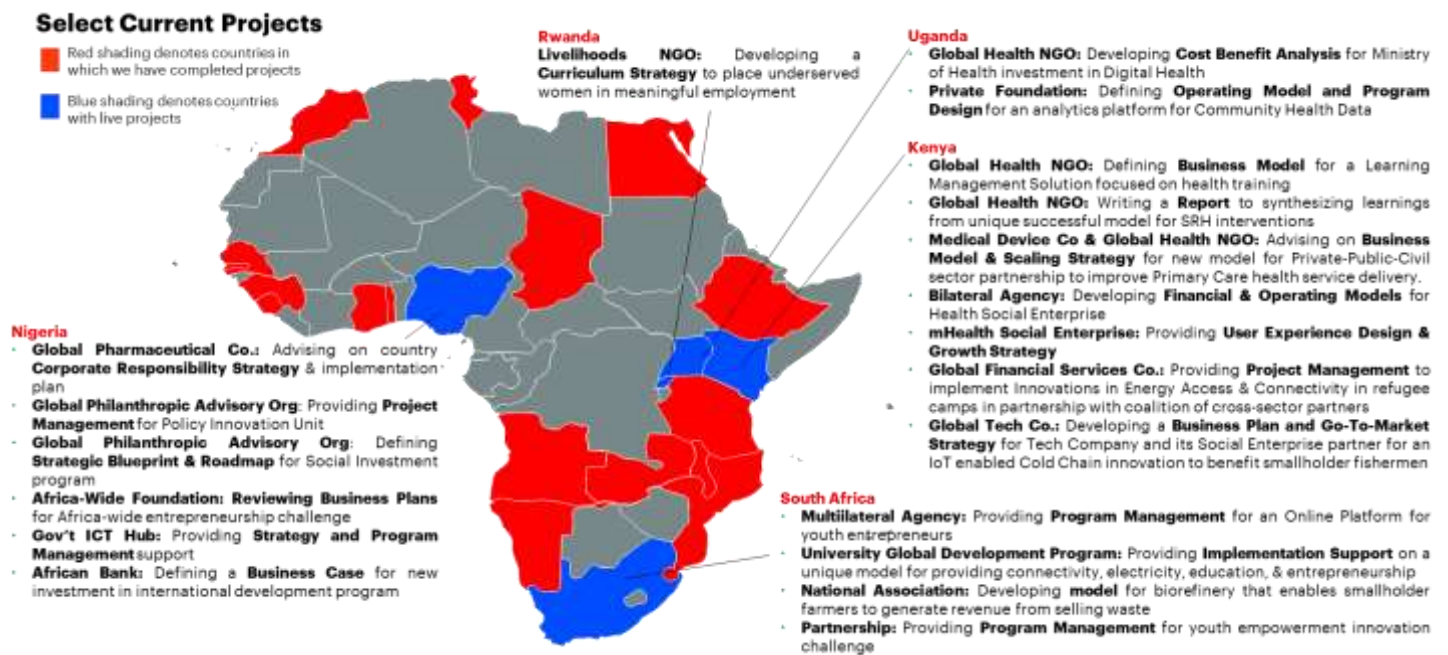 Select Current Projects
Red shading denotes countries in
which we have completed projects
Blue shading denotes countries
with live projects
Rwanda
Livelihoods NGO: Developing a
Curriculum Strategy to place underserved
women in meaningful employment
Uganda
· Global Health NGO: Developing Cost Benefit Analysis for Ministry
of Health investment in Digital Health
· Private Foundation: Defining Operating Model and Program
Design for an analytics platform for Community Health Data
Kenya
· Global Health NGO: Defining Business Model for a Learning
Management Solution focused on health training
· Global Health NGO: Writing a Report to synthesizing learnings
from unique successful model for SRH interventions
· Medical Device Co & Global Health NGO: Advising on Business
Model & Scaling Strategy for new model for Private-Public-Civil
sector partnership to improve Primary Care health service delivery.
· Bilateral Agency: Developing Financial & Operating Models for
Health Social Enterprise
· mHealth Social Enterprise: Providing User Experience Design &
Growth Strategy
· Global Financial Services Co.: Providing Project Management to
implement Innovations in Energy Access & Connectivity in refugee
camps in partnership with coalition of cross-sector partners
· Global Tech Co.: Developing a Business Plan and Go-To-Market
Strategy for Tech Company and its Social Enterprise partner for an
IoT enabled Cold Chain innovation to benefit smallholder fishermen
Nigeria
· Global Pharmaceutical Co.: Advising on country
Corporate Responsibility Strategy & implementation
plan
· Global Philanthropic Advisory Org: Providing Project
Management for Policy Innovation Unit
· Global Philanthropic Advisory Org: Defining
Strategic Blueprint & Roadmap for Social Investment
program
· Africa-Wide Foundation: Reviewing Business Plans
for Africa-wide entrepreneurship challenge
· Gov't ICT Hub: Providing Strategy and Program
Management support
· African Bank: Defining a Business Case for new
investment in international development program
South Africa
· Multiilateral Agency: Providing Program Management for an Online Platform for
youth entrepreneurs
· University Global Development Program: Providing Implementation Support on a
unique model for providing connectivity, electricity, education, & entrepreneurship
· National Association: Developing model for biorefinery that enables smallholder
farmers to generate revenue from selling waste
· Partnership: Providing Program Management for youth empowerment innovation
challenge